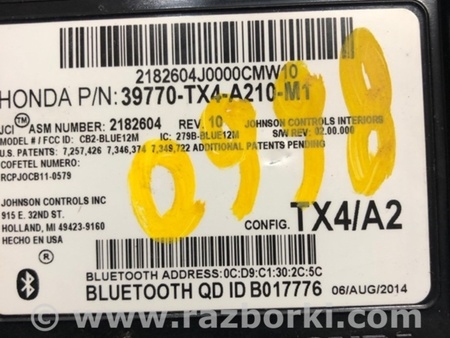 2182604J0000CMW10
HONDA P/N: 39770-TX4-A210-M1
JCI ASM NUMBER: 2182604 REV. 10 JOHNSON CONTROLS INTERIORS
MODEL # / FCC ID: CB2-BLUE12M IC: 279B-BLUE12M S/W REV: 02.00.000
U.S. PATENTS: 7,257,426 7,346,374 7,349,722 ADDITIONAL PATENTS PENDING
COFETEL NUMERO:
RCPJOCB11-0579
0998
JOHNSON CONTROLS INC
915 E. 32ND ST.
HOLLAND, MI 49423-9160
HECHO EN USA
CONFIG. TX4/A2
®
BLUETOOTH ADDRESS:0C:D9:C1:30:2C:5C
BLUETOOTH QD ID B017776 06/AUG/2014
www.razborki.com